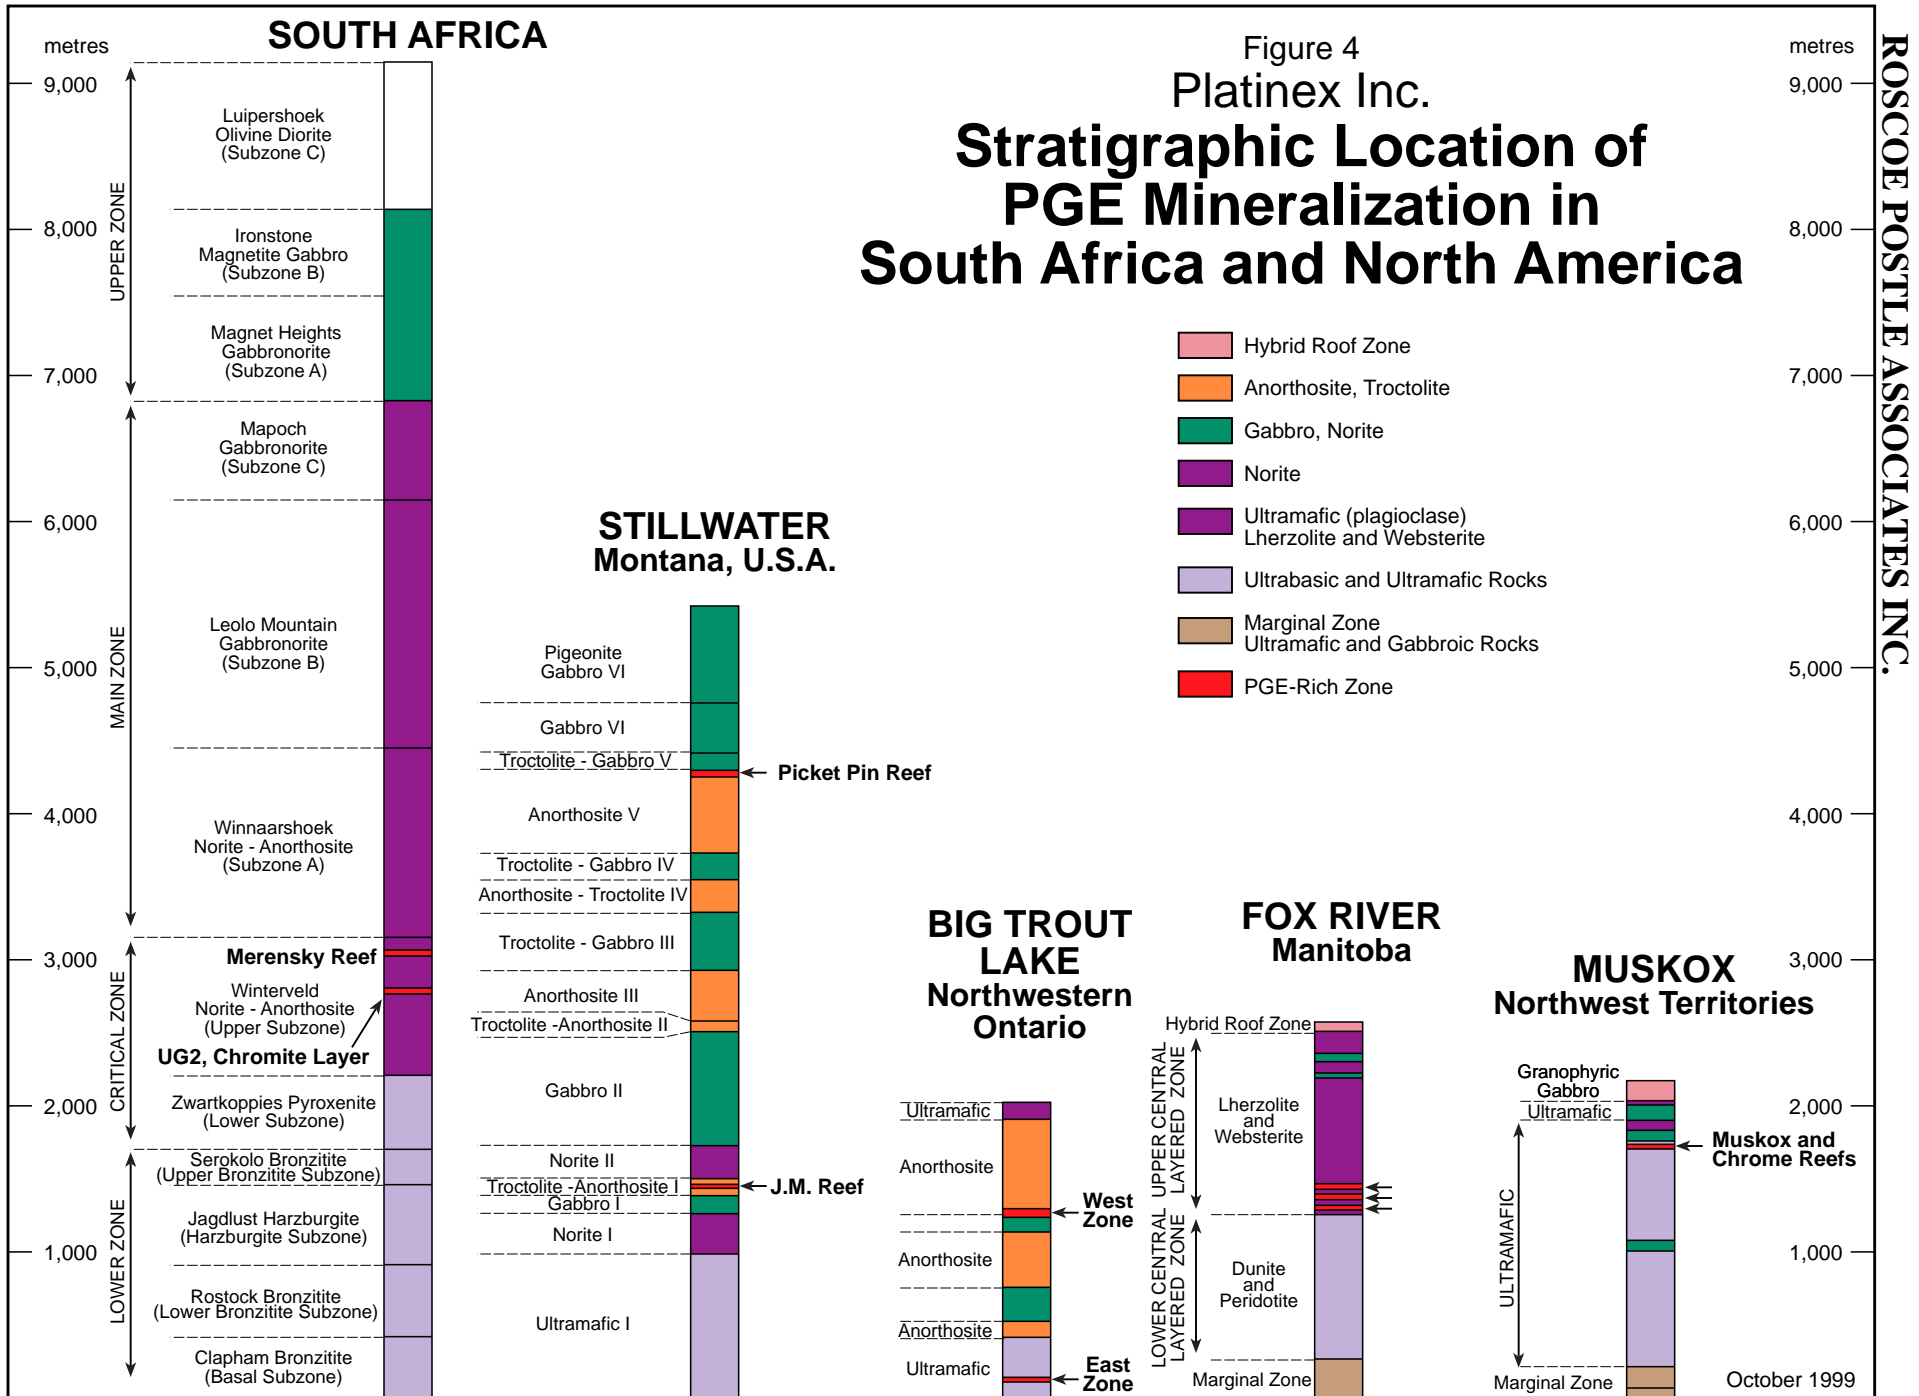 SOUTH AFRICA
metres
9,000
8,000
7,000
6,000
5,000
4,000
3,000
2,000
1,000
UPPER ZONE
MAIN ZONE
CRITICAL ZONE
LOWER ZONE
Luipershoek
Olivine Diorite
(Subzone C)
Ironstone
Magnetite Gabbro
(Subzone B)
Magnet Heights
Gabbronorite
(Subzone A)
Mapoch
Gabbronorite
(Subzone C)
Leolo Mountain
Gabbronorite
(Subzone B)
Winnaarshoek
Norite - Anorthosite
(Subzone A)
Merensky Reef
Winterveld
Norite - Anorthosite
(Upper Subzone)
UG2, Chromite Layer
Zwartkoppies Pyroxenite
(Lower Subzone)
Serokolo Bronzitite
(Upper Bronzitite Subzone)
Jagdlust Harzburgite
(Harzburgite Subzone)
Rostock Bronzitite
(Lower Bronzitite Subzone)
Clapham Bronzitite
(Basal Subzone)
STILLWATER
Montana, U.S.A.
Pigeonite
Gabbro VI
Gabbro VI
Troctolite - Gabbro V
Picket Pin Reef
Anorthosite V
Troctolite - Gabbro IV
Anorthosite - Troctolite IV
Troctolite - Gabbro III
Anorthosite III
Troctolite -Anorthosite II
Gabbro II
Norite II
Troctolite -Anorthosite I
J.M. Reef
Gabbro I
Norite I
Ultramafic I
Figure 4
Platinex Inc.
Stratigraphic Location of
PGE Mineralization in
South Africa and North America
Hybrid Roof Zone
Anorthosite, Troctolite
Gabbro, Norite
Norite
Ultramafic (plagioclase)
Lherzolite and Websterite
Ultrabasic and Ultramafic Rocks
Marginal Zone
Ultramafic and Gabbroic Rocks
PGE-Rich Zone
BIG TROUT
LAKE
Northwestern
Ontario
Ultramafic
Anorthosite
West
Zone
Anorthosite
Anorthosite
Ultramafic
East
Zone
FOX RIVER
Manitoba
Hybrid Roof Zone
UPPER CENTRAL
LAYERED ZONE
Lherzolite
and
Websterite
LOWER CENTRAL
LAYERED ZONE
Dunite
and
Peridotite
Marginal Zone
MUSKOX
Northwest Territories
Granophyric
Gabbro
Ultramafic
Muskox and
Chrome Reefs
ULTRAMAFIC
Marginal Zone
metres
9,000
8,000
7,000
6,000
5,000
4,000
3,000
2,000
1,000
October 1999
ROSCOE POSTLE ASSOCIATES INC.